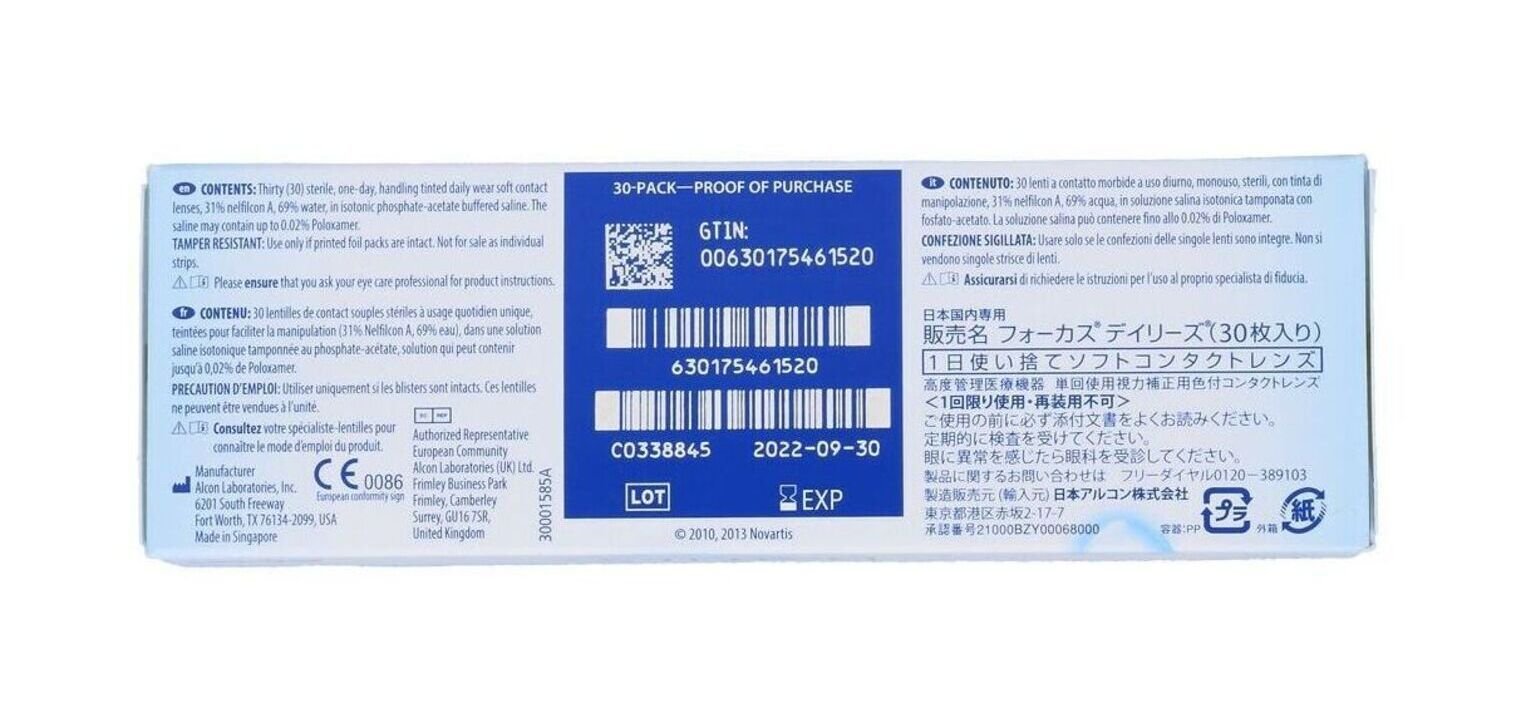 en CONTENTS: Thirty (30) sterile, one-day, handling tinted daily wear soft contact
lenses, 31% nelfilcon A, 69% water, in isotonic phosphate-acetate buffered saline. The
saline may contain up to 0.02% Poloxamer.
TAMPER RESISTANT: Use only if printed foil packs are intact. Not for sale as individual
strips.
Please ensure that you ask your eye care professional for product instructions.
fr CONTENU: 30 lentilles de contact souples stériles à usage quotidien unique,
teintées pour faciliter la manipulation (31% Nelfilcon A, 69% eau), dans une solution
saline isotonique tamponnée au phosphate-acétate, solution qui peut contenir
jusqu'à 0,02% de Poloxamer.
PRECAUTION D'EMPLOI: Utiliser uniquement si les blisters sont intacts. Ces lentilles
ne peuvent être vendues à l'unité.
Consultez votre spécialiste-lentilles pour
connaître le mode d'emploi du produit.
Manufacturer
Alcon Laboratories, Inc.
6201 South Freeway
Fort Worth, TX 76134-2099, USA
Made in Singapore
CE 0086
European conformity sign
EC REP
Authorized Representative
European Community
Alcon Laboratories (UK) Ltd.
Frimley Business Park
Frimley, Camberley
Surrey, GU16 7SR,
United Kingdom
30001585A
30-PACK—PROOF OF PURCHASE
GTIN:
00630175461520
630175461520
C0338845 2022-09-30
LOT EXP
© 2010, 2013 Novartis
it CONTENUTO: 30 lenti a contatto morbide a uso diurno, monouso, sterili, con tinta di
manipolazione, 31% nelfilcon A, 69% acqua, in soluzione salina isotonica tamponata con
fosfato-acetato. La soluzione salina può contenere fino allo 0.02% di Poloxamer.
CONFEZIONE SIGILLATA: Usare solo se le confezioni delle singole lenti sono integre. Non si
vendono singole strisce di lenti.
Assicurarsi di richiedere le istruzioni per l'uso al proprio specialista di fiducia.
日本国内専用
販売名 フォーカス® デイリーズ®(30枚入り)
1日使い捨てソフトコンタクトレンズ
高度管理医療機器 単回使用視力補正用色付コンタクトレンズ
<1回限り使用・再装用不可>
ご使用の前に必ず添付文書をよくお読みください。
定期的に検査を受けてください。
眼に異常を感じたら眼科を受診してください。
製品に関するお問い合わせは フリーダイヤル0120-389103
製造販売元(輸入元)日本アルコン株式会社
東京都港区赤坂2-17-7
承認番号21000BZY00068000
容器:PP プラ 外箱 紙